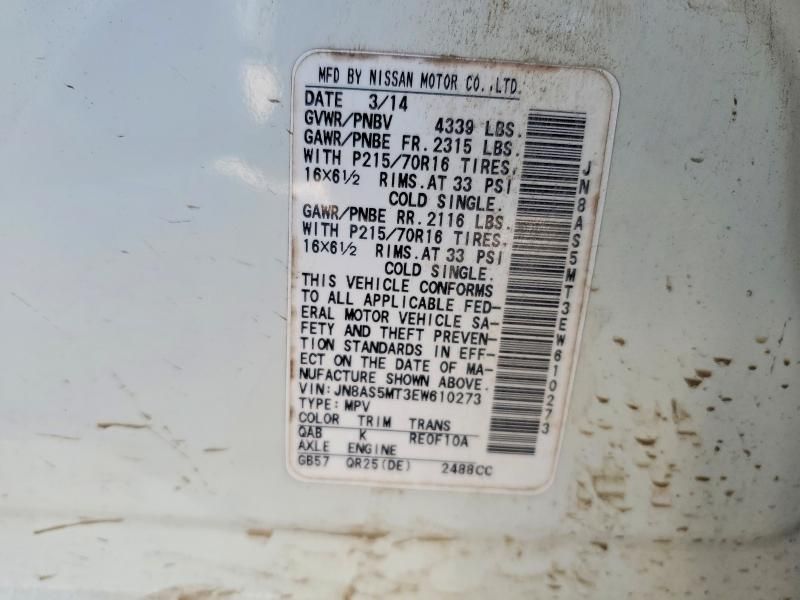 MFD BY NISSAN MOTOR CO.,LTD.
DATE 3/14
GVWR/PNBV 4339 LBS.
GAWR/PNBE FR. 2315 LBS.
WITH P215/70R16 TIRES,
16×6½ RIMS. AT 33 PSI
COLD SINGLE.
GAWR/PNBE RR. 2116 LBS.
WITH P215/70R16 TIRES,
16×6½ RIMS. AT 33 PSI
COLD SINGLE.
THIS VEHICLE CONFORMS
TO ALL APPLICABLE FED-
ERAL MOTOR VEHICLE SA-
FETY AND THEFT PREVEN-
TION STANDARDS IN EFF-
ECT ON THE DATE OF MA-
NUFACTURE SHOWN ABOVE.
VIN: JN8AS5MT3EW610273
TYPE: MPV
COLOR TRIM TRANS
QAB K RE0F10A
AXLE ENGINE
GB57 QR25(DE) 2488CC
JN8AS5MT3EW610273